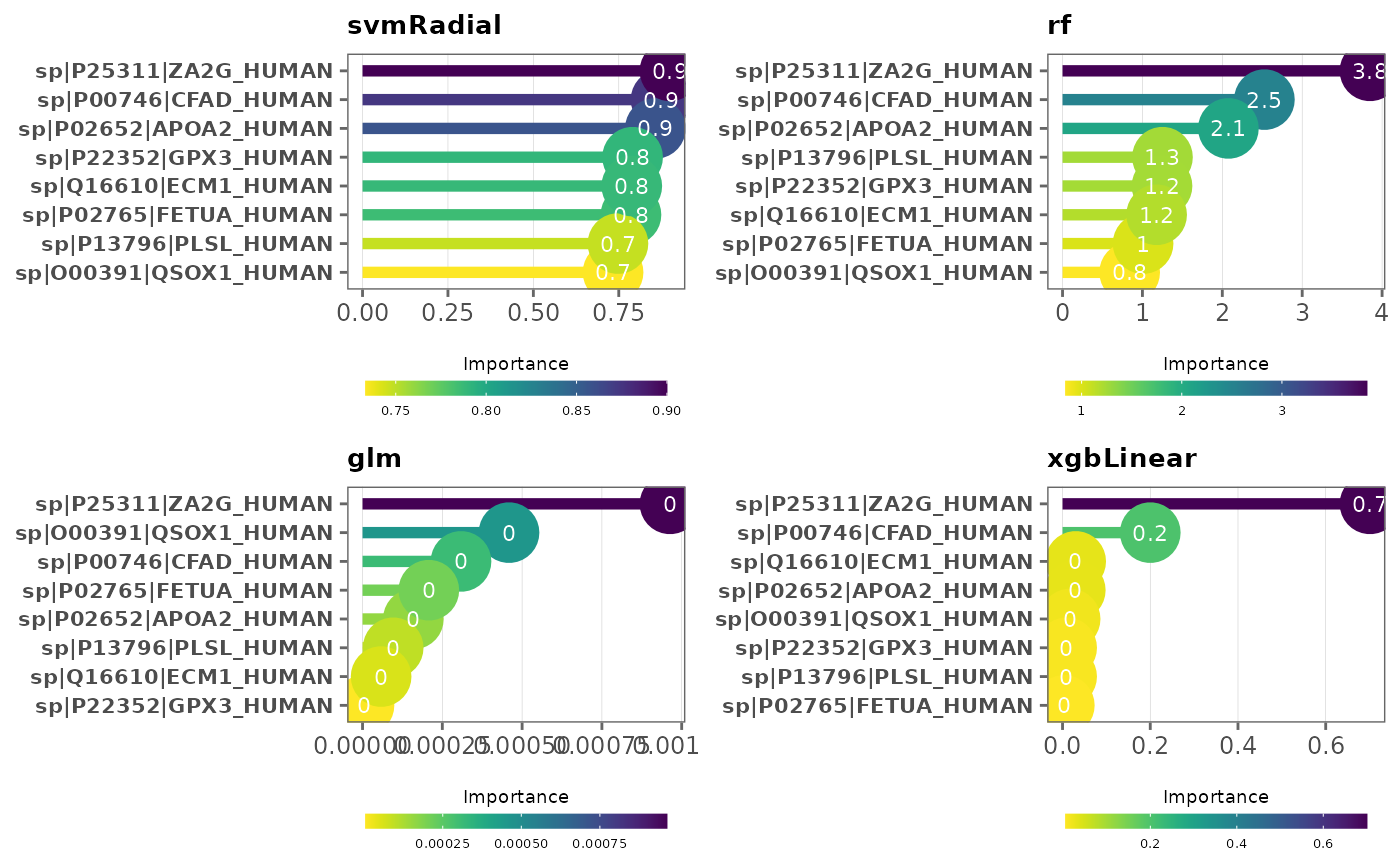 svmRadial
sp|P25311|ZA2G_HUMAN 0.9
sp|P00746|CFAD_HUMAN 0.9
sp|P02652|APOA2_HUMAN 0.9
sp|P22352|GPX3_HUMAN 0.8
sp|Q16610|ECM1_HUMAN 0.8
sp|P02765|FETUA_HUMAN 0.8
sp|P13796|PLSL_HUMAN 0.7
sp|O00391|QSOX1_HUMAN 0.7
0.00 0.25 0.50 0.75
Importance
0.75 0.80 0.85 0.90
rf
sp|P25311|ZA2G_HUMAN 3.8
sp|P00746|CFAD_HUMAN 2.5
sp|P02652|APOA2_HUMAN 2.1
sp|P13796|PLSL_HUMAN 1.3
sp|P22352|GPX3_HUMAN 1.2
sp|Q16610|ECM1_HUMAN 1.2
sp|P02765|FETUA_HUMAN 1
sp|O00391|QSOX1_HUMAN 0.8
0 1 2 3 4
Importance
1 2 3
glm
sp|P25311|ZA2G_HUMAN 0
sp|O00391|QSOX1_HUMAN 0
sp|P00746|CFAD_HUMAN 0
sp|P02765|FETUA_HUMAN 0
sp|P02652|APOA2_HUMAN 0
sp|P13796|PLSL_HUMAN 0
sp|Q16610|ECM1_HUMAN 0
sp|P22352|GPX3_HUMAN 0
0.00000 0.00025 0.00050 0.00075
Importance
0.00025 0.00050 0.00075
xgbLinear
sp|P25311|ZA2G_HUMAN 0.7
sp|P00746|CFAD_HUMAN 0.2
sp|Q16610|ECM1_HUMAN 0
sp|P02652|APOA2_HUMAN 0
sp|O00391|QSOX1_HUMAN 0
sp|P22352|GPX3_HUMAN 0
sp|P13796|PLSL_HUMAN 0
sp|P02765|FETUA_HUMAN 0
0.0 0.2 0.4 0.6
Importance
0.2 0.4 0.6